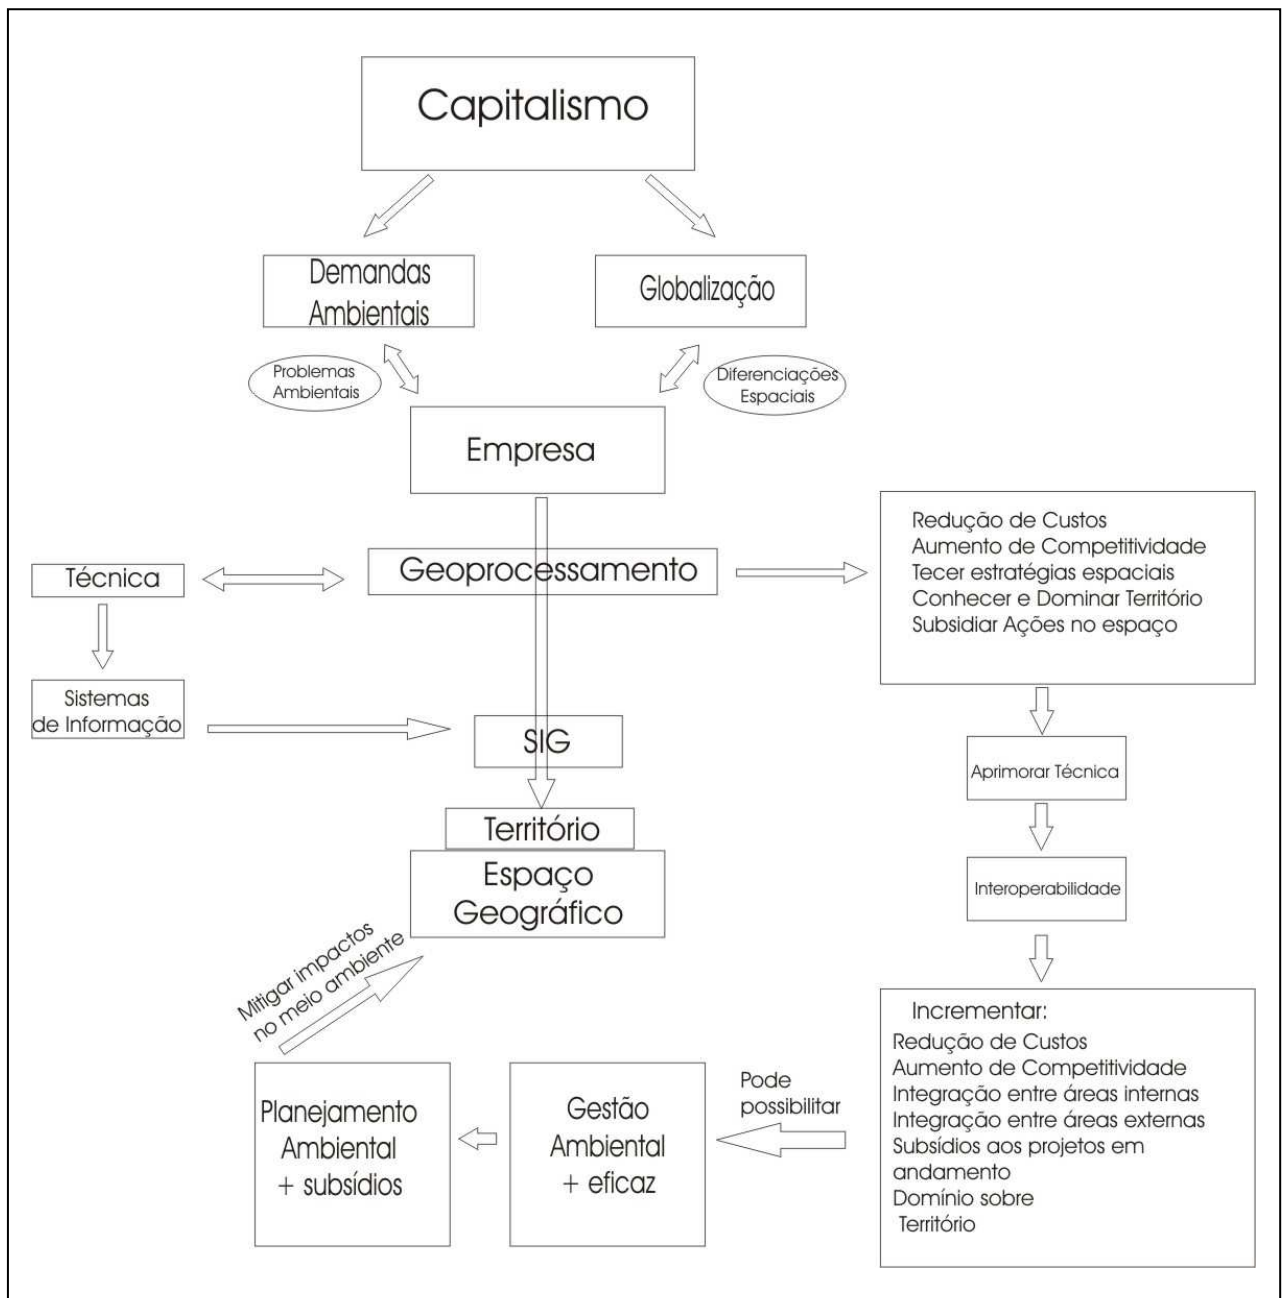 Capitalismo
Demandas
Ambientais
Globalização
Problemas
Ambientais
Diferenciações
Espaciais
Empresa
Geoprocessamento
Técnica
Sistemas
de Informação
SIG
Território
Espaço
Geográfico
Redução de Custos
Aumento de Competitividade
Tecer estratégias espaciais
Conhecer e Dominar Território
Subsidiar Ações no espaço
Aprimorar Técnica
Interoperabilidade
Incrementar:
Redução de Custos
Aumento de Competitividade
Integração entre áreas internas
Integração entre áreas externas
Subsídios aos projetos em
andamento
Domínio sobre
Território
Pode
possibilitar
Gestão
Ambiental
+ eficaz
Planejamento
Ambiental
+ subsídios
Mitigar impactos
no meio ambiente